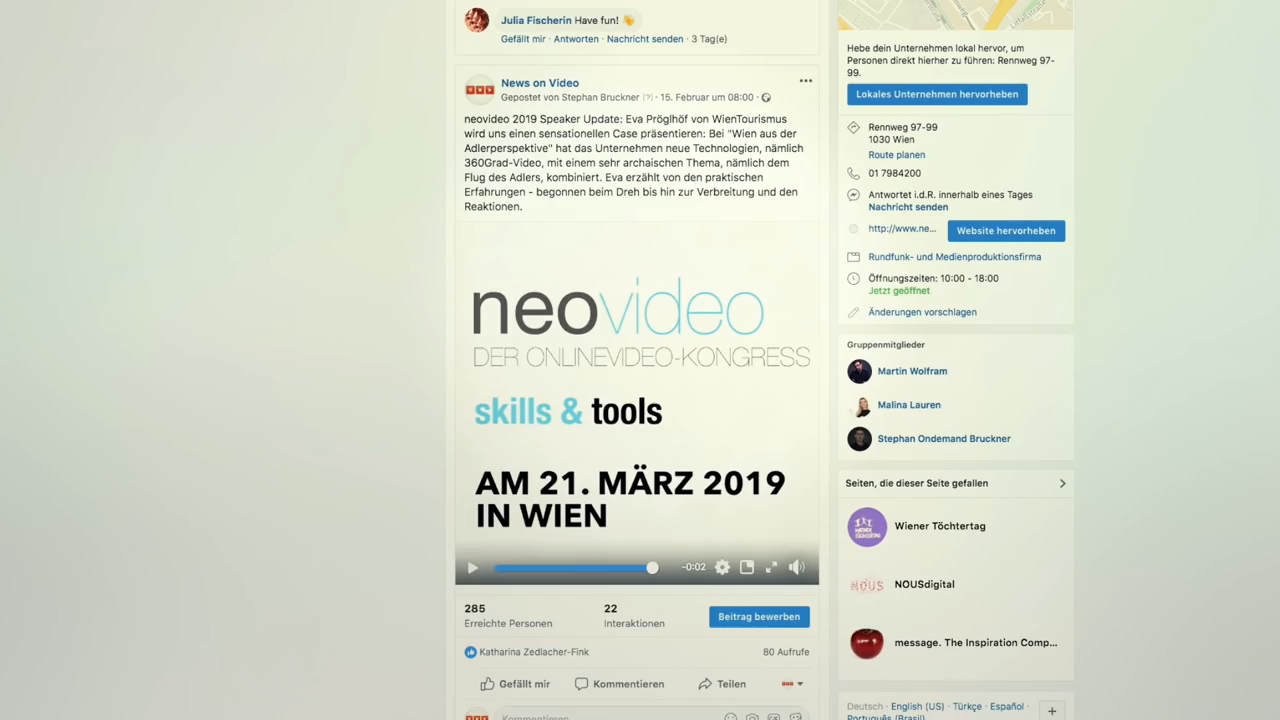 Julia Fischerin Have fun! 👋
Gefällt mir · Antworten · Nachricht senden · 3 Tag(e)
News on Video
Gepostet von Stephan Bruckner [?] · 15. Februar um 08:00 ·
neovideo 2019 Speaker Update: Eva Pröglhöf von WienTourismus
wird uns einen sensationellen Case präsentieren: Bei "Wien aus der
Adlerperspektive" hat das Unternehmen neue Technologien, nämlich
360Grad-Video, mit einem sehr archaischen Thema, nämlich dem
Flug des Adlers, kombiniert. Eva erzählt von den praktischen
Erfahrungen - begonnen beim Dreh bis hin zur Verbreitung und den
Reaktionen.
neovideo
DER ONLINEVIDEO-KONGRESS
skills & tools
AM 21. MÄRZ 2019
IN WIEN
-0:02
285
Erreichte Personen
22
Interaktionen
Beitrag bewerben
Katharina Zedlacher-Fink
80 Aufrufe
Gefällt mir
Kommentieren
Teilen
Kommentieren...
Hebe dein Unternehmen lokal hervor, um
Personen direkt hierher zu führen: Rennweg 97-
99.
Lokales Unternehmen hervorheben
Rennweg 97-99
1030 Wien
Route planen
01 7984200
Antwortet i.d.R. innerhalb eines Tages
Nachricht senden
http://www.ne...
Website hervorheben
Rundfunk- und Medienproduktionsfirma
Öffnungszeiten: 10:00 - 18:00
Jetzt geöffnet
Änderungen vorschlagen
Gruppenmitglieder
Martin Wolfram
Malina Lauren
Stephan Ondemand Bruckner
Seiten, die dieser Seite gefallen
Wiener Töchtertag
NOUS
NOUSdigital
message. The Inspiration Comp...
Deutsch · English (US) · Türkçe · Español ·
Português (Brasil)